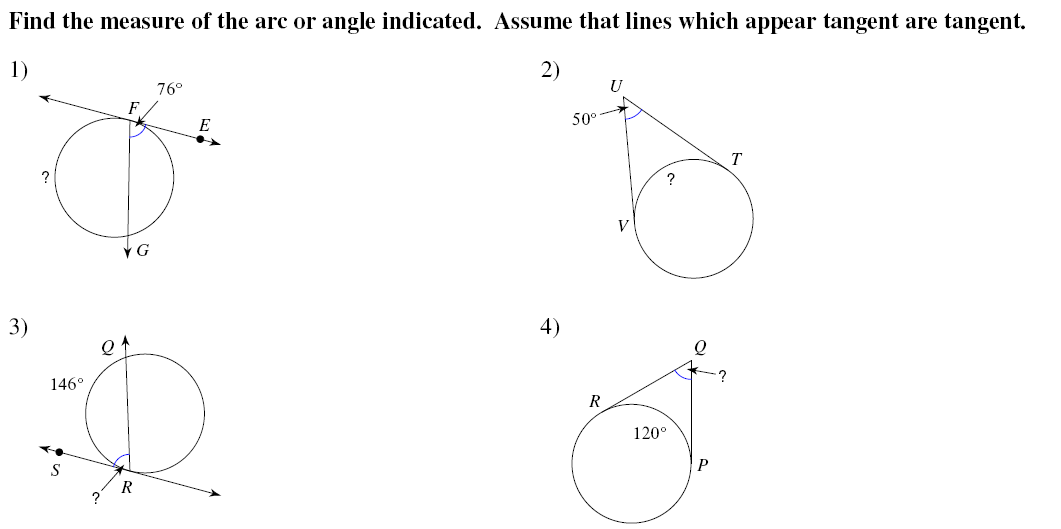 Find the measure of the arc or angle indicated. Assume that lines which appear tangent are tangent.
1)
76°
F
E
?
G
2)
U
50°
T
?
V
3)
Q
146°
S
R
?
4)
Q
?
R
120°
P